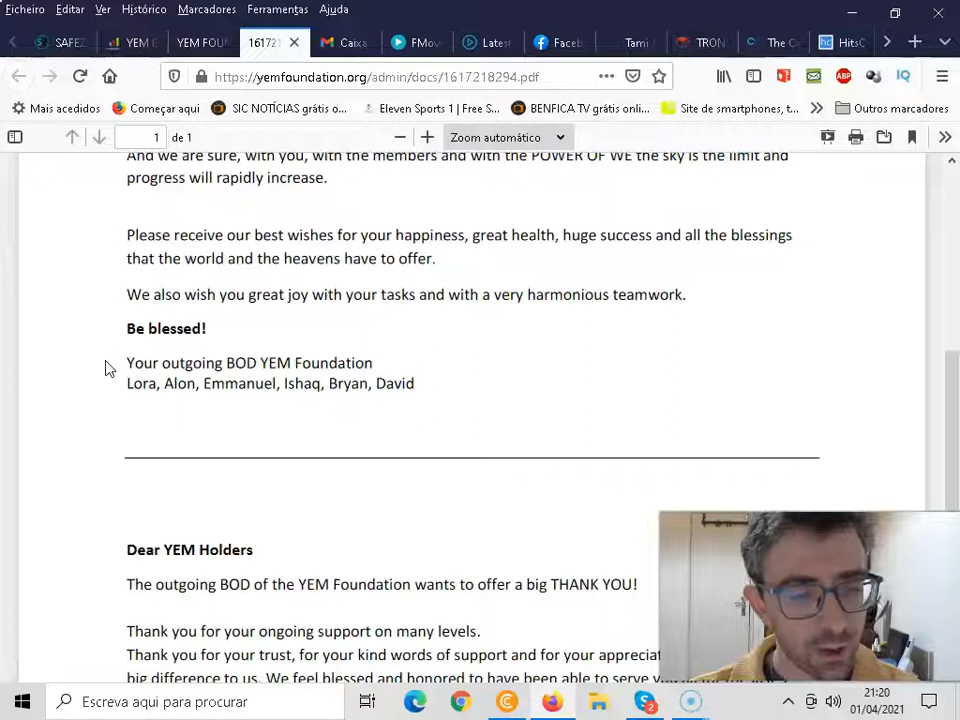 Ficheiro Editar Ver Histórico Marcadores Ferramentas Ajuda
SAFEZ YEM E YEM FOUN 161721 Caixa FMov Latest Faceb Tami TRON The C HitsC
https://yemfoundation.org/admin/docs/1617218294.pdf ABP IQ
Mais acedidos Começar aqui SIC NOTÍCIAS grátis o... Eleven Sports 1 | Free S... BENFICA TV grátis onli... Site de smartphones, t... Outros marcadores
1 de 1 Zoom automático
And we are sure, with you, with the members and with the POWER OF WE the sky is the limit and
progress will rapidly increase.
Please receive our best wishes for your happiness, great health, huge success and all the blessings
that the world and the heavens have to offer.
We also wish you great joy with your tasks and with a very harmonious teamwork.
Be blessed!
Your outgoing BOD YEM Foundation
Lora, Alon, Emmanuel, Ishaq, Bryan, David
Dear YEM Holders
The outgoing BOD of the YEM Foundation wants to offer a big THANK YOU!
Thank you for your ongoing support on many levels.
Thank you for your trust, for your kind words of support and for your appreciat
big difference to us. We feel blessed and honored to have been able to serve
Escreva aqui para procurar 2 21:20
01/04/2021